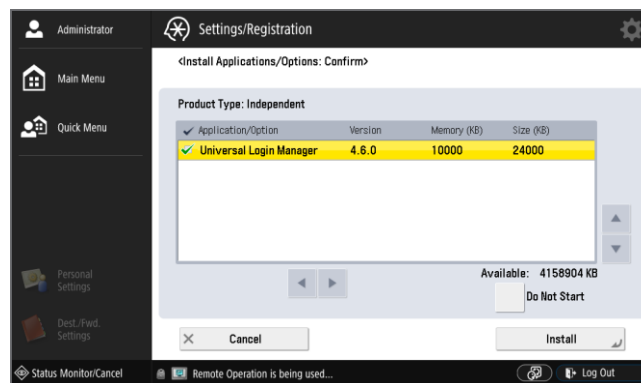 Administrator
Settings/Registration
<Install Applications/Options: Confirm>
Main Menu
Product Type: Independent
Quick Menu
Application/Option Version Memory (KB) Size (KB)
Universal Login Manager 4.6.0 10000 24000
Personal
Settings
Available: 4158904 KB
Do Not Start
Dest./Fwd.
Settings
Cancel
Install
Status Monitor/Cancel
Remote Operation is being used...
Log Out